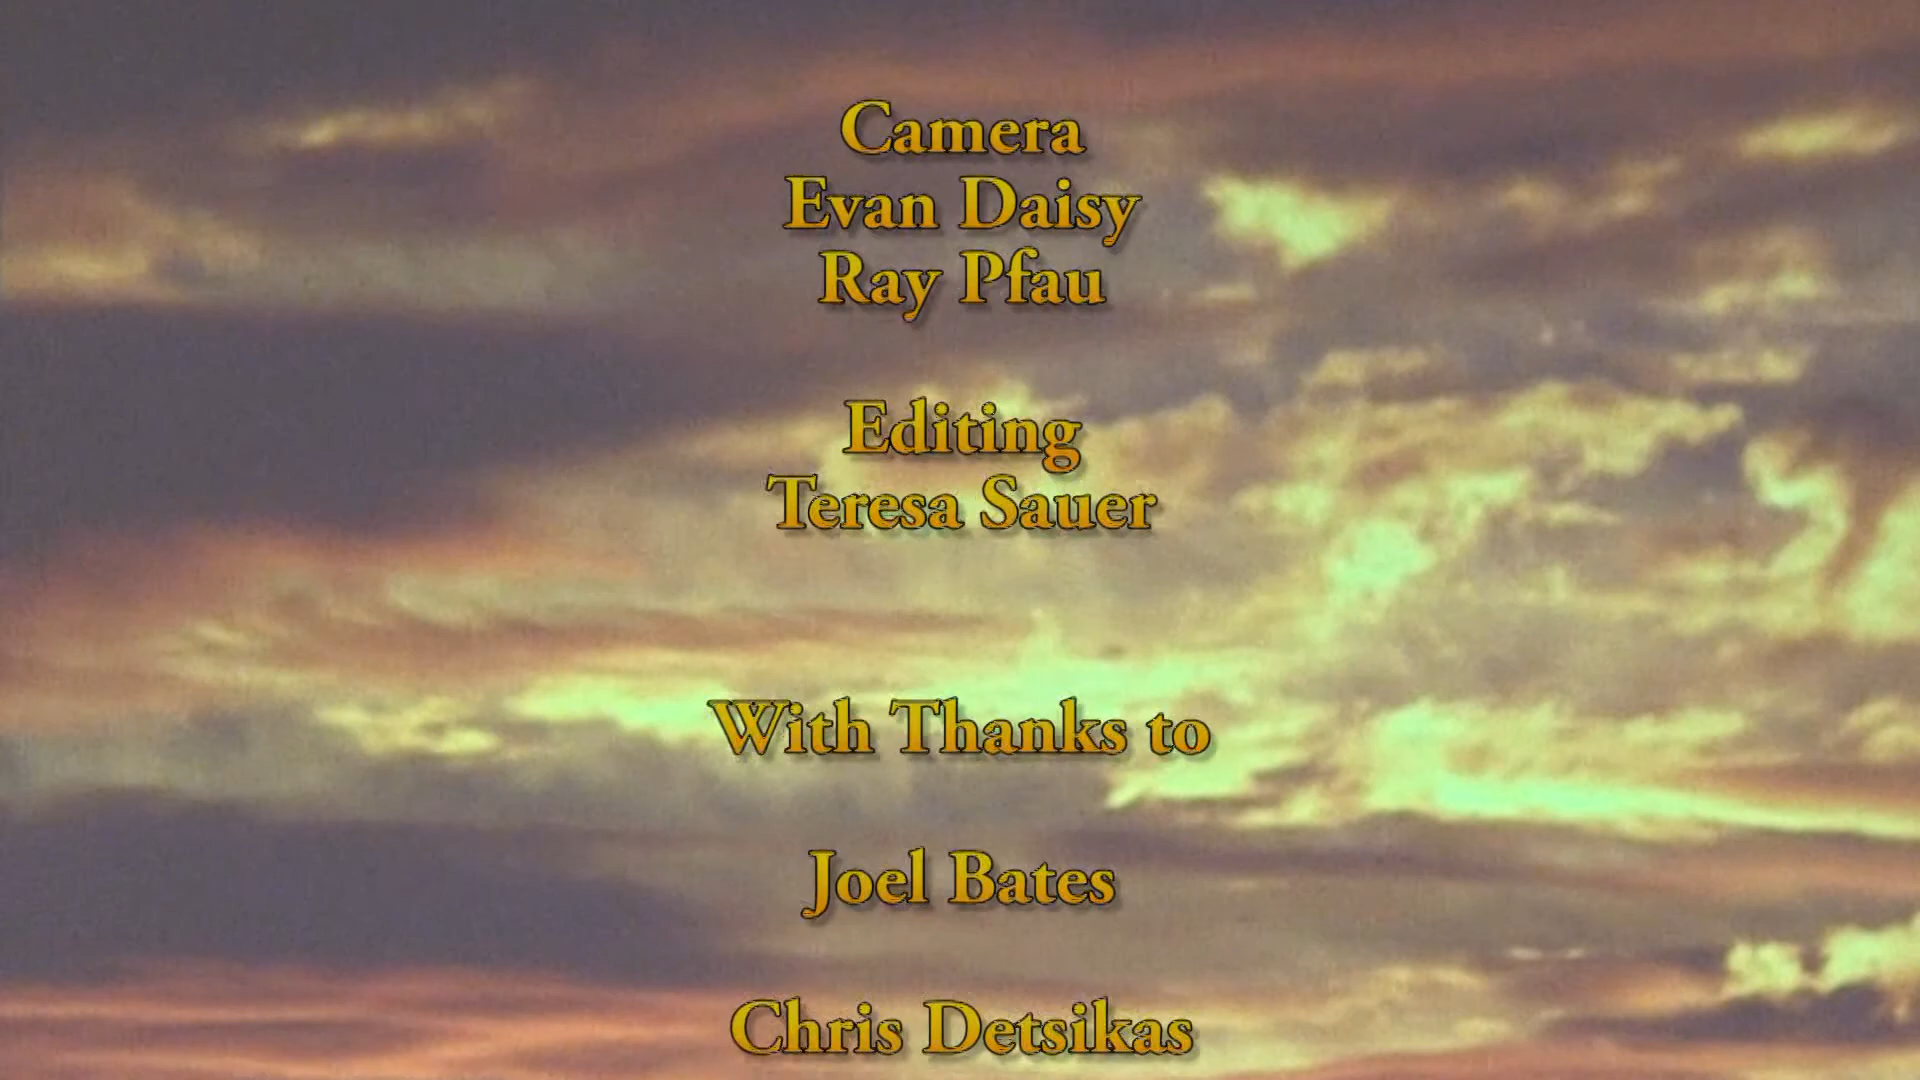 Camera
Evan Daisy
Ray Pfau
Editing
Teresa Sauer
With Thanks to
Joel Bates
Chris Detsikas